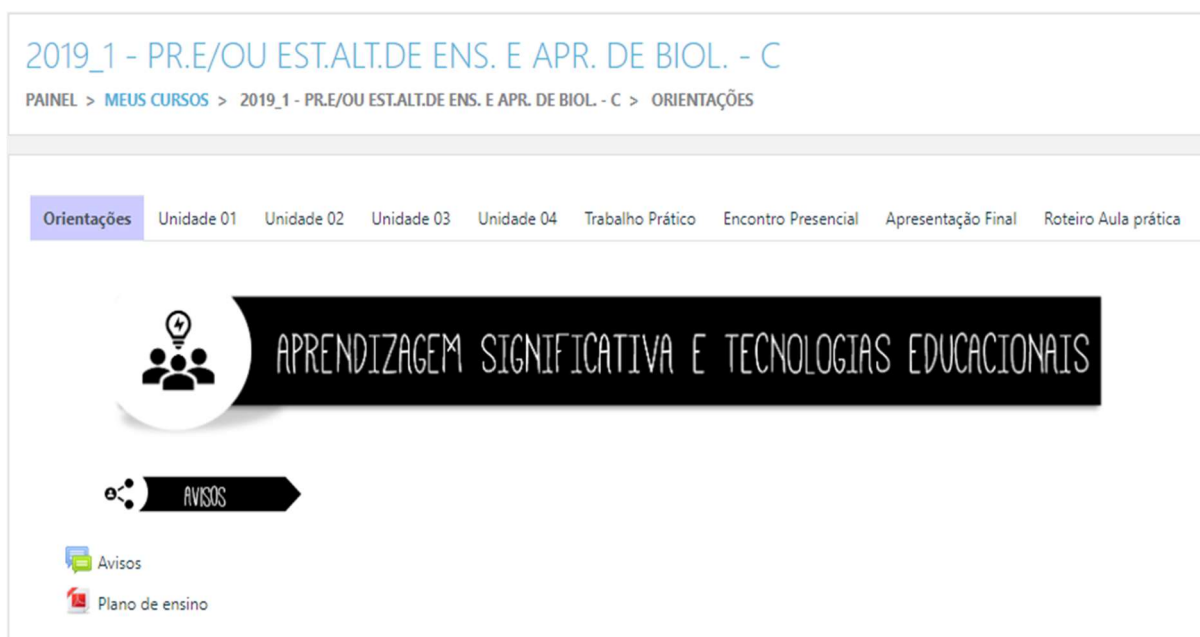 2019_1 - PR.E/OU EST.ALT.DE ENS. E APR. DE BIOL. - C
PAINEL > MEUS CURSOS > 2019_1 - PR.E/OU EST.ALT.DE ENS. E APR. DE BIOL. - C > ORIENTAÇÕES
Orientações Unidade 01 Unidade 02 Unidade 03 Unidade 04 Trabalho Prático Encontro Presencial Apresentação Final Roteiro Aula prática
APRENDIZAGEM SIGNIFICATIVA E TECNOLOGIAS EDUCACIONAIS
AVISOS
Avisos
Plano de ensino